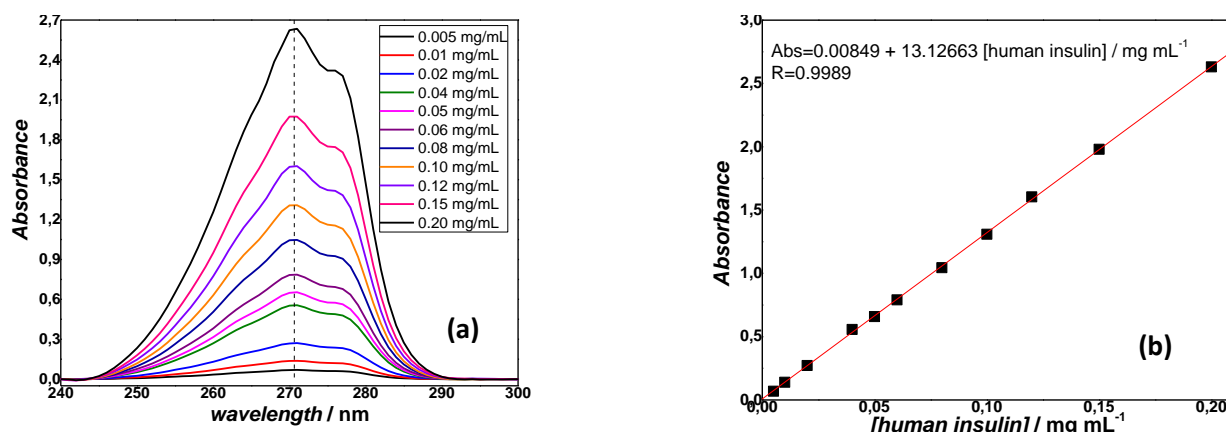 2,7
2,4
2,1
1,8
1,5
1,2
0,9
0,6
0,3
0,0
Absorbance
240 250 260 270 280 290 300
wavelength / nm
0.005 mg/mL
0.01 mg/mL
0.02 mg/mL
0.04 mg/mL
0.05 mg/mL
0.06 mg/mL
0.08 mg/mL
0.10 mg/mL
0.12 mg/mL
0.15 mg/mL
0.20 mg/mL
(a)
3,0
2,5
2,0
1,5
1,0
0,5
0,0
Absorbance
Abs=0.00849 + 13.12663 [human insulin] / mg mL⁻¹
R=0.9989
(b)
0,00 0,05 0,10 0,15 0,20
[human insulin] / mg mL⁻¹